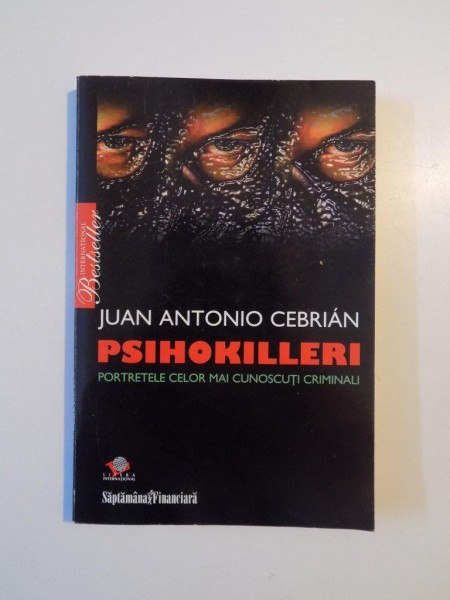 INTERNATIONAL
Bestseller
JUAN ANTONIO CEBRIÁN
PSIHOKILLERI
PORTRETELE CELOR MAI CUNOSCUȚI CRIMINALI
LITERA
INTERNAȚIONAL
Săptămâna Financiară